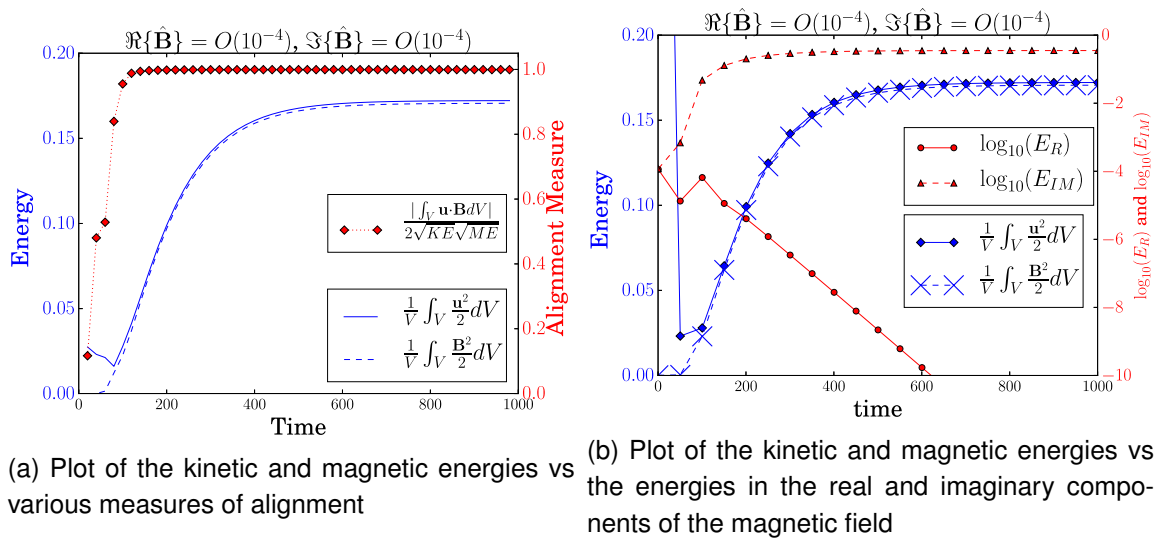 ℜ{B̂} = O(10⁻⁴), ℑ{B̂} = O(10⁻⁴)
0.20
0.15
0.10
0.05
0.00
Energy
0 200 400 600 800 1000
Time
1.0
0.8
0.6
0.4
0.2
0.0
Alignment Measure
|∫_V u·BdV| / 2√KE√ME
1/V ∫_V u²/2 dV
1/V ∫_V B²/2 dV
(a) Plot of the kinetic and magnetic energies vs
various measures of alignment
ℜ{B̂} = O(10⁻⁴), ℑ{B̂} = O(10⁻⁴)
0.20
0.15
0.10
0.05
0.00
Energy
0 200 400 600 800 1000
time
0
−2
−4
−6
−8
−10
log₁₀(E_R) and log₁₀(E_IM)
log₁₀(E_R)
log₁₀(E_IM)
1/V ∫_V u²/2 dV
1/V ∫_V B²/2 dV
(b) Plot of the kinetic and magnetic energies vs
the energies in the real and imaginary compo-
nents of the magnetic field